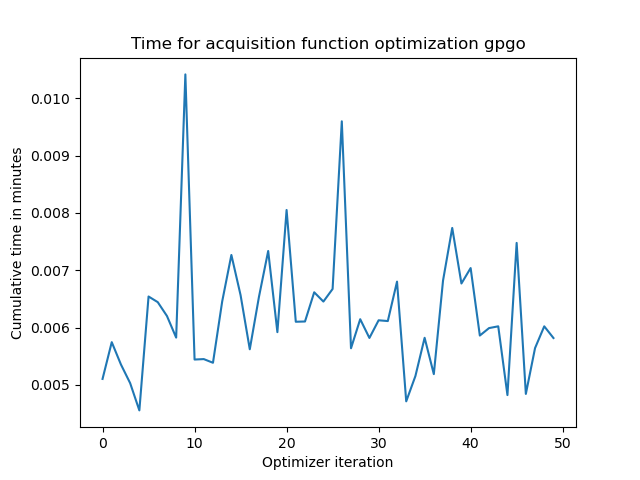 Time for acquisition function optimization gpgo
0.010
0.009
0.008
0.007
0.006
0.005
Cumulative time in minutes
0 10 20 30 40 50
Optimizer iteration